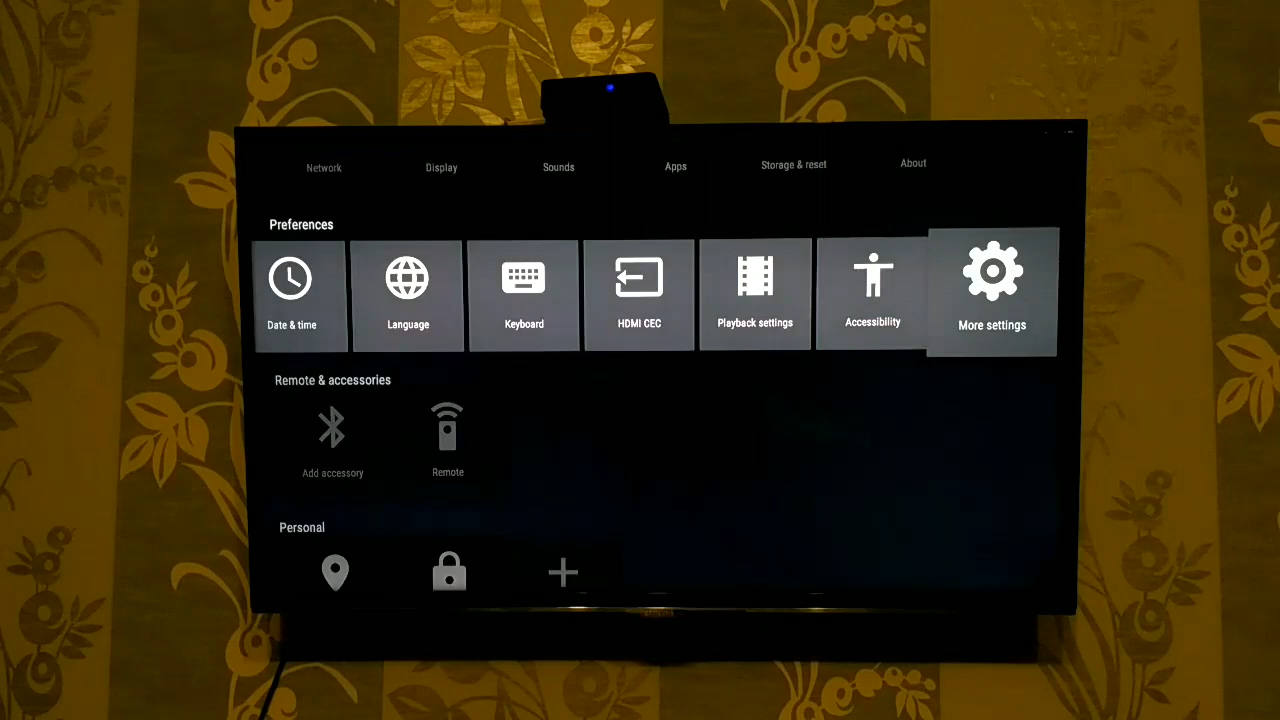 Network Display Sounds Apps Storage & reset About
Preferences
Date & time Language Keyboard HDMI CEC Playback settings Accessibility More settings
Remote & accessories
Add accessory Remote
Personal